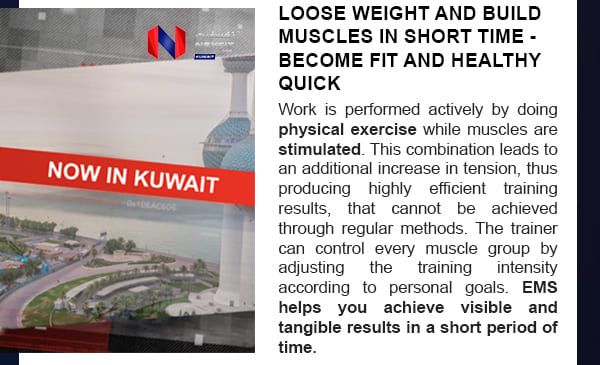 NEWFIT
KUWAIT
NOW IN KUWAIT
0x10EAC606
LOOSE WEIGHT AND BUILD
MUSCLES IN SHORT TIME -
BECOME FIT AND HEALTHY
QUICK
Work is performed actively by doing
physical exercise while muscles are
stimulated. This combination leads to
an additional increase in tension, thus
producing highly efficient training
results, that cannot be achieved
through regular methods. The trainer
can control every muscle group by
adjusting the training intensity
according to personal goals. EMS
helps you achieve visible and
tangible results in a short period of
time.